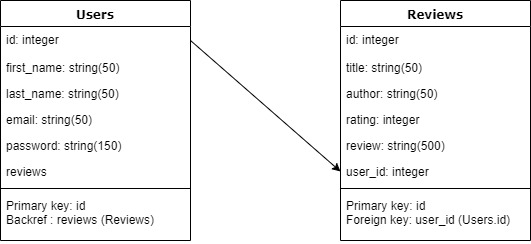 Users
id: integer
first_name: string(50)
last_name: string(50)
email: string(50)
password: string(150)
reviews
Primary key: id
Backref : reviews (Reviews)
Reviews
id: integer
title: string(50)
author: string(50)
rating: integer
review: string(500)
user_id: integer
Primary key: id
Foreign key: user_id (Users.id)